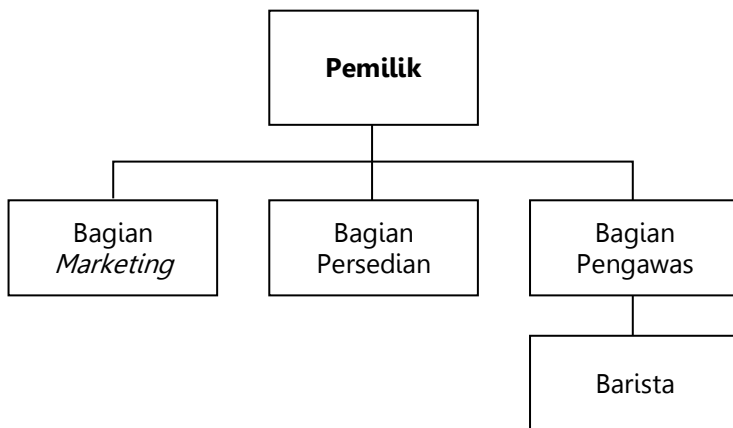 Pemilik
Bagian
Marketing
Bagian
Persedian
Bagian
Pengawas
Barista